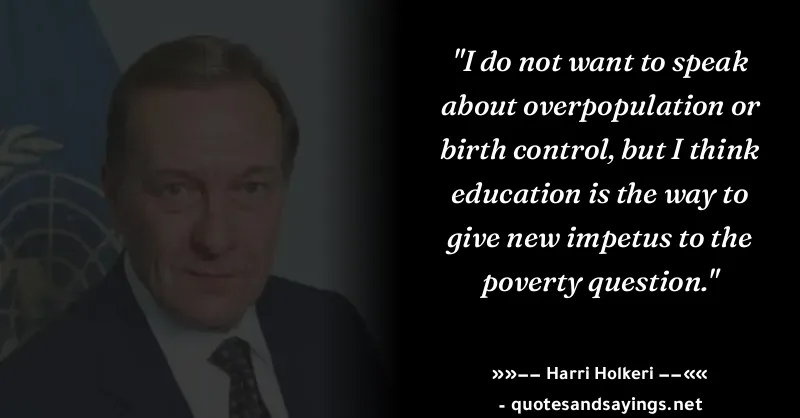 "I do not want to speak
about overpopulation or
birth control, but I think
education is the way to
give new impetus to the
poverty question."
»»–– Harri Holkeri ––««
- quotesandsayings.net